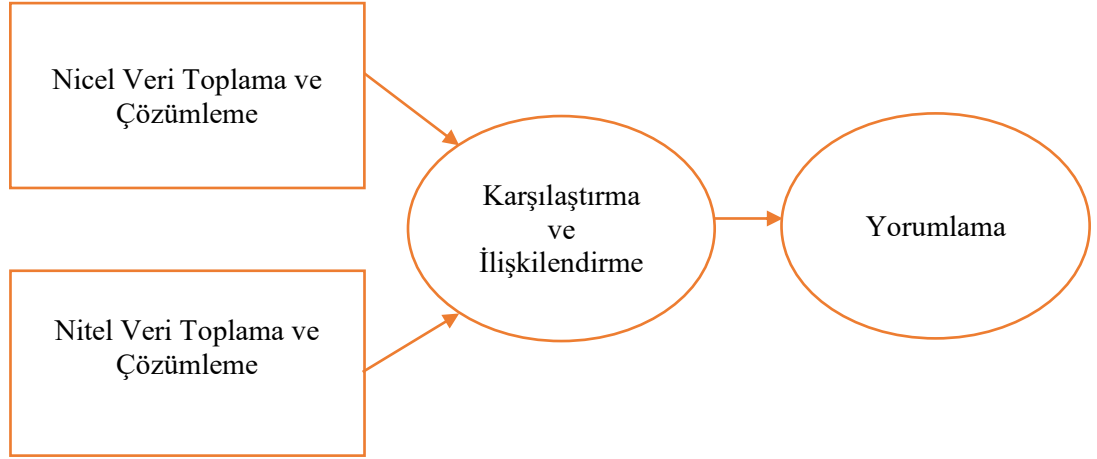 Nicel Veri Toplama ve
Çözümleme
Nitel Veri Toplama ve
Çözümleme
Karşılaştırma
ve
İlişkilendirme
Yorumlama